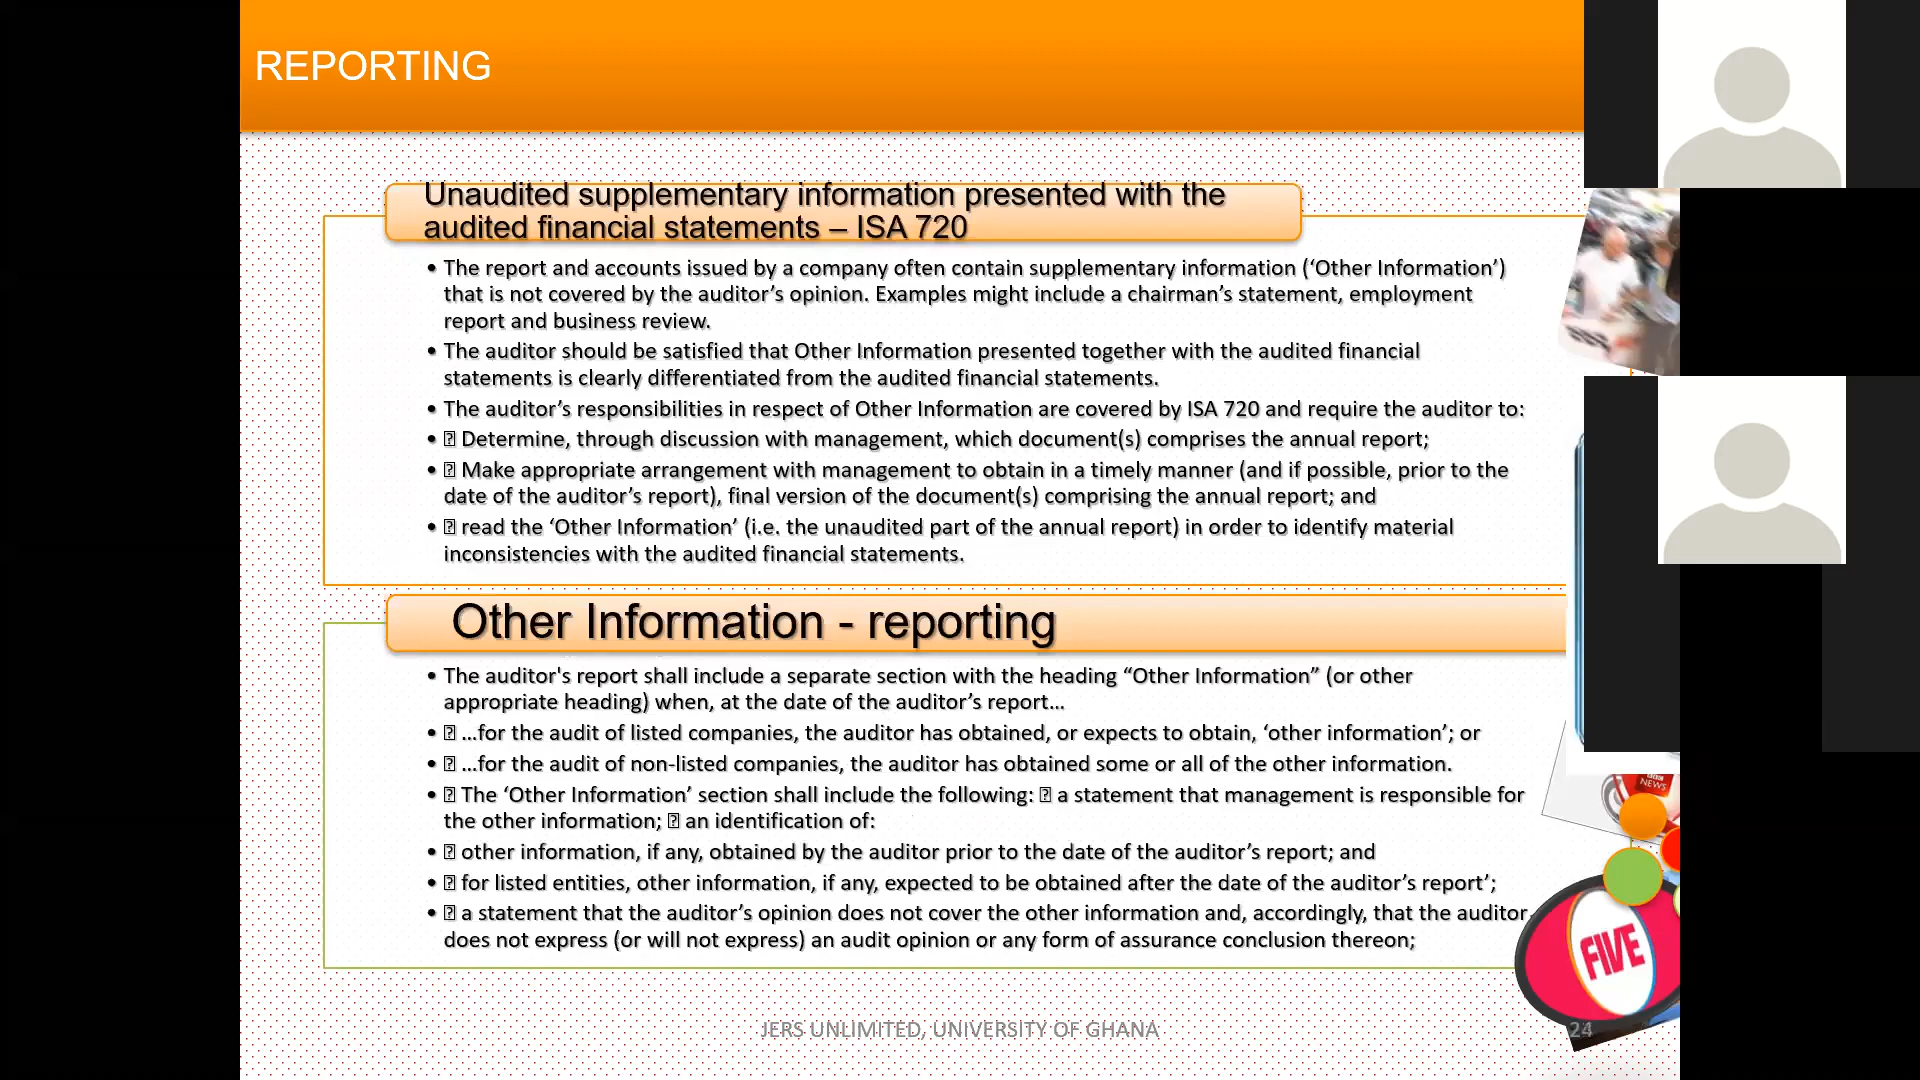 REPORTING
Unaudited supplementary information presented with the
audited financial statements – ISA 720
• The report and accounts issued by a company often contain supplementary information (‘Other Information’)
that is not covered by the auditor’s opinion. Examples might include a chairman’s statement, employment
report and business review.
• The auditor should be satisfied that Other Information presented together with the audited financial
statements is clearly differentiated from the audited financial statements.
• The auditor’s responsibilities in respect of Other Information are covered by ISA 720 and require the auditor to:
• Determine, through discussion with management, which document(s) comprises the annual report;
• Make appropriate arrangement with management to obtain in a timely manner (and if possible, prior to the
date of the auditor’s report), final version of the document(s) comprising the annual report; and
• read the ‘Other Information’ (i.e. the unaudited part of the annual report) in order to identify material
inconsistencies with the audited financial statements.
Other Information - reporting
• The auditor's report shall include a separate section with the heading “Other Information” (or other
appropriate heading) when, at the date of the auditor’s report…
• …for the audit of listed companies, the auditor has obtained, or expects to obtain, ‘other information’; or
• …for the audit of non-listed companies, the auditor has obtained some or all of the other information.
• The ‘Other Information’ section shall include the following: a statement that management is responsible for
the other information; an identification of:
• other information, if any, obtained by the auditor prior to the date of the auditor’s report; and
• for listed entities, other information, if any, expected to be obtained after the date of the auditor’s report’;
• a statement that the auditor’s opinion does not cover the other information and, accordingly, that the auditor
does not express (or will not express) an audit opinion or any form of assurance conclusion thereon;
NEWS
FIVE
JERS UNLIMITED, UNIVERSITY OF GHANA
24